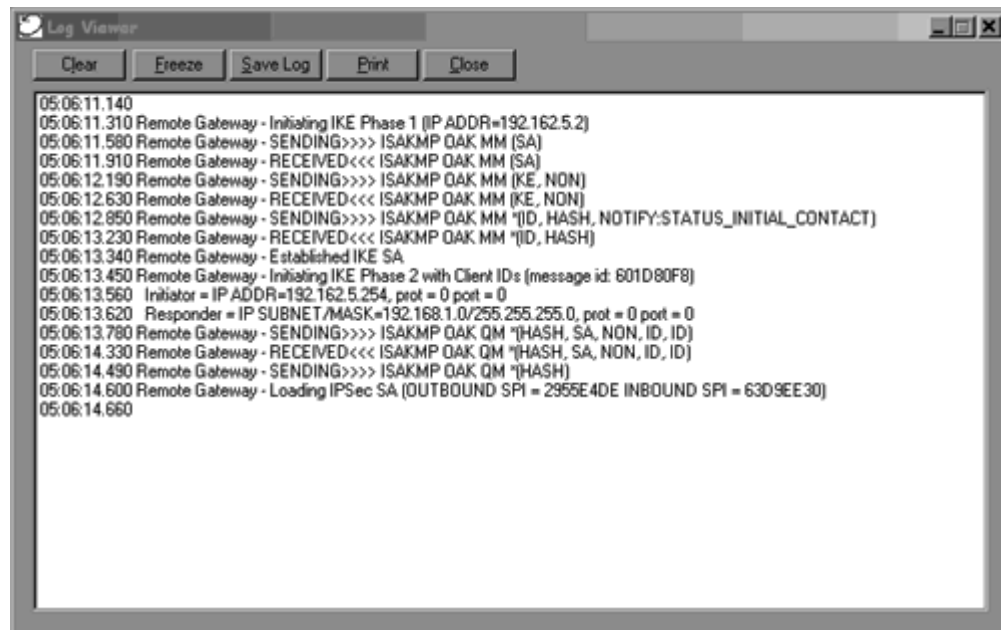 Log Viewer
Clear Freeze Save Log Print Close
05:06:11.140
05:06:11.310 Remote Gateway - Initiating IKE Phase 1 (IP ADDR=192.162.5.2)
05:06:11.580 Remote Gateway - SENDING>>>> ISAKMP OAK MM (SA)
05:06:11.910 Remote Gateway - RECEIVED<<< ISAKMP OAK MM (SA)
05:06:12.190 Remote Gateway - SENDING>>>> ISAKMP OAK MM (KE, NON)
05:06:12.630 Remote Gateway - RECEIVED<<< ISAKMP OAK MM (KE, NON)
05:06:12.850 Remote Gateway - SENDING>>>> ISAKMP OAK MM *(ID, HASH, NOTIFY:STATUS_INITIAL_CONTACT)
05:06:13.230 Remote Gateway - RECEIVED<<< ISAKMP OAK MM *(ID, HASH)
05:06:13.340 Remote Gateway - Established IKE SA
05:06:13.450 Remote Gateway - Initiating IKE Phase 2 with Client IDs (message id: 601D80F8)
05:06:13.560 Initiator = IP ADDR=192.162.5.254, prot = 0 port = 0
05:06:13.620 Responder = IP SUBNET/MASK=192.168.1.0/255.255.255.0, prot = 0 port = 0
05:06:13.780 Remote Gateway - SENDING>>>> ISAKMP OAK QM *(HASH, SA, NON, ID, ID)
05:06:14.330 Remote Gateway - RECEIVED<<< ISAKMP OAK QM *(HASH, SA, NON, ID, ID)
05:06:14.490 Remote Gateway - SENDING>>>> ISAKMP OAK QM *(HASH)
05:06:14.600 Remote Gateway - Loading IPSec SA (OUTBOUND SPI = 2955E4DE INBOUND SPI = 63D9EE30)
05:06:14.660